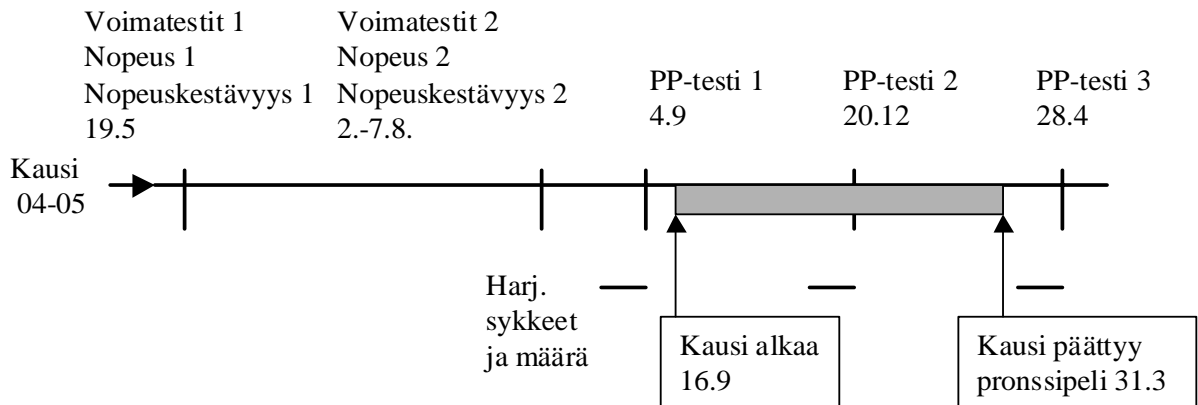 Voimatestit 1
Nopeus 1
Nopeuskestävyys 1
19.5
Voimatestit 2
Nopeus 2
Nopeuskestävyys 2
2.-7.8.
PP-testi 1
4.9
PP-testi 2
20.12
PP-testi 3
28.4
Kausi
04-05
Harj.
sykkeet
ja määrä
Kausi alkaa
16.9
Kausi päättyy
pronssipeli 31.3